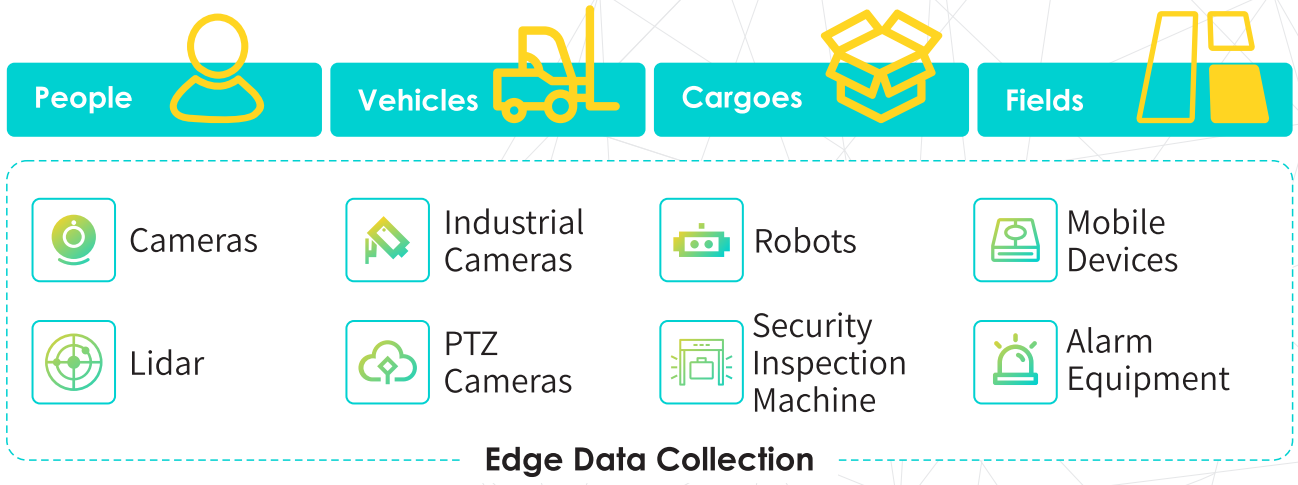 People
Vehicles
Cargoes
Fields
Cameras
Industrial
Cameras
Robots
Mobile
Devices
Lidar
PTZ
Cameras
Security
Inspection
Machine
Alarm
Equipment
Edge Data Collection